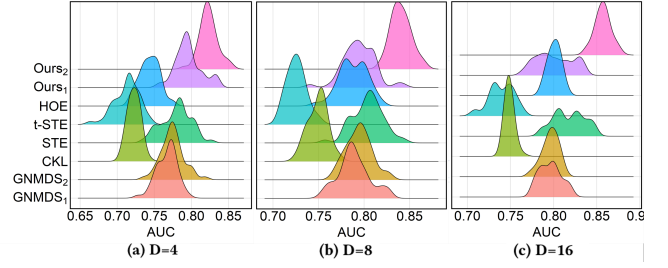 Ours₂
Ours₁
HOE
t-STE
STE
CKL
GNMDS₂
GNMDS₁
0.65 0.70 0.75 0.80 0.85
0.70 0.75 0.80 0.85
0.70 0.75 0.80 0.85 0.9
AUC AUC AUC
(a) D=4 (b) D=8 (c) D=16